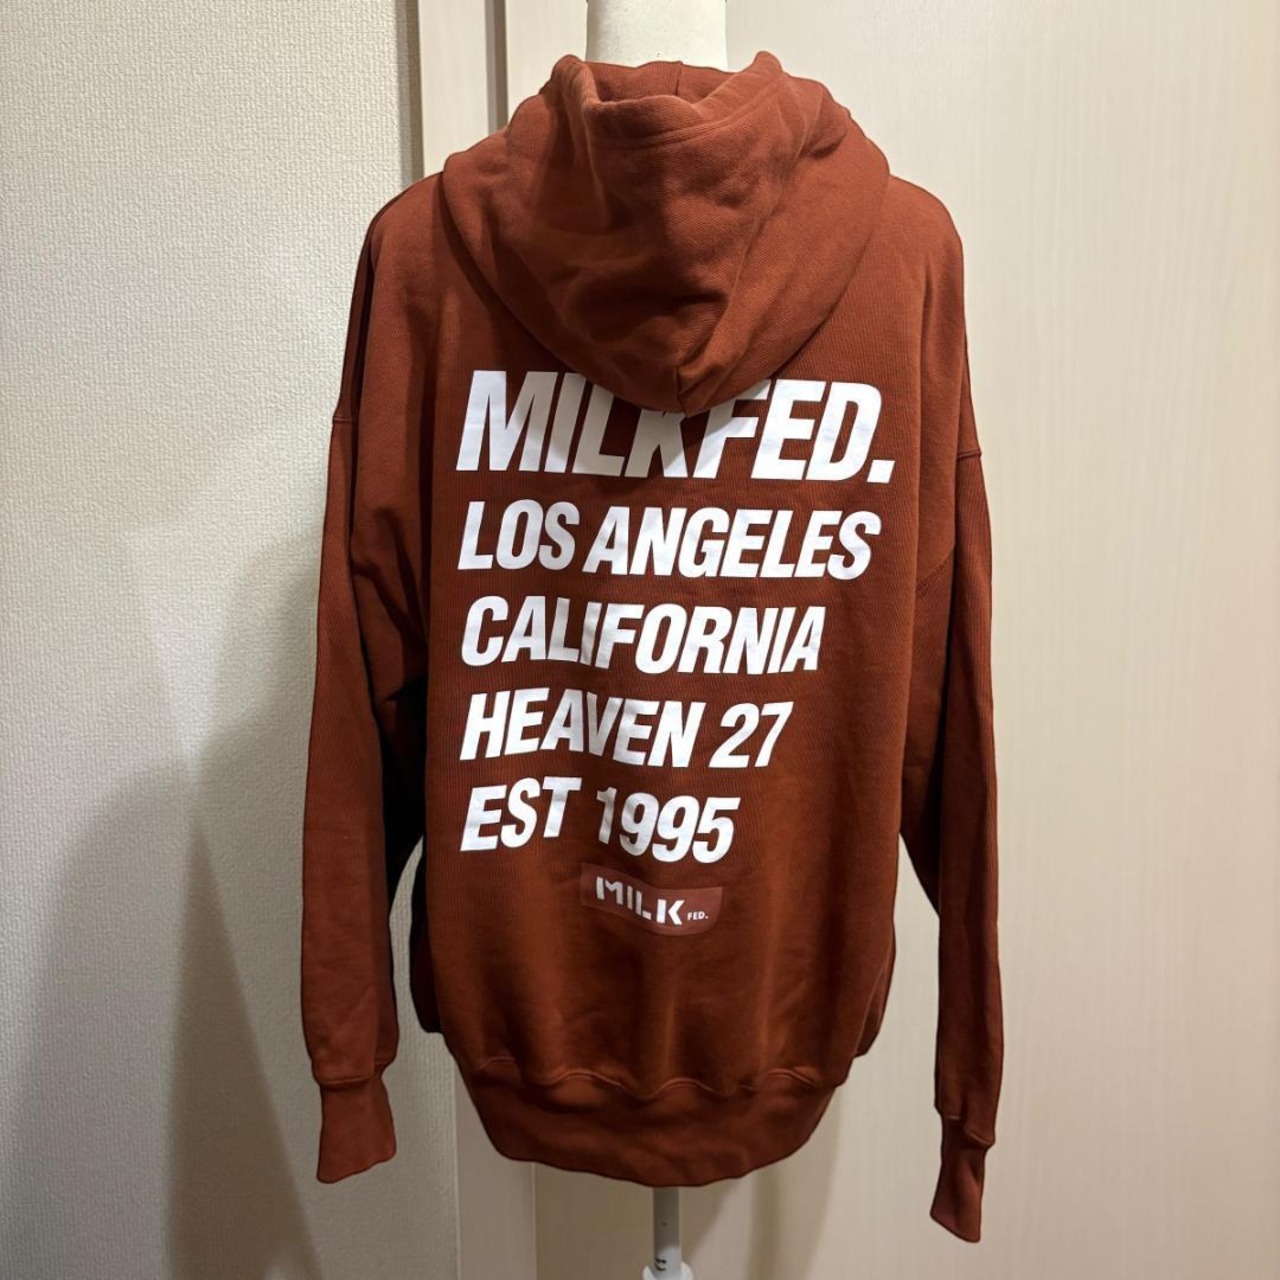 MILKFED.
LOS ANGELES
CALIFORNIA
HEAVEN 27
EST 1995
MILK FED.